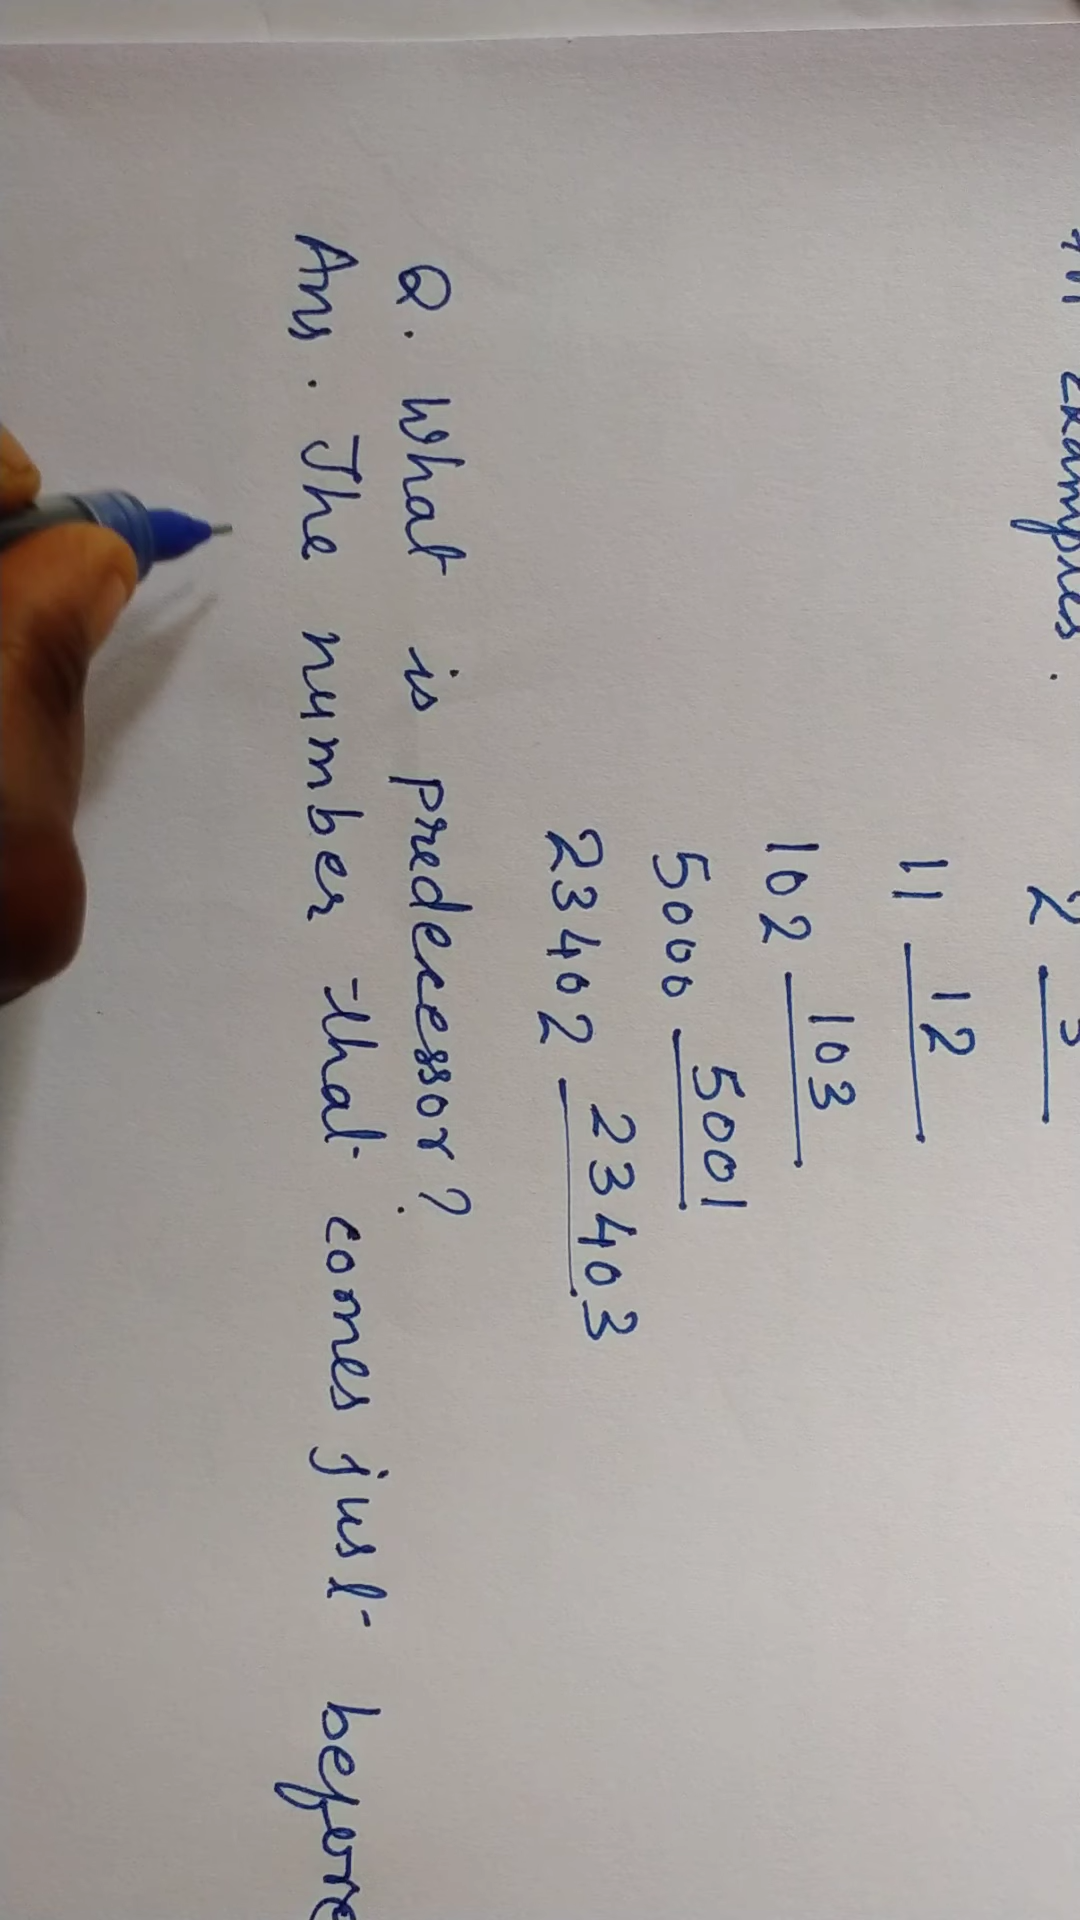 examples.
2 3
11 12
102 103
5000 5001
23402 23403
Q. What is predecessor?
Ans. The number that comes just before